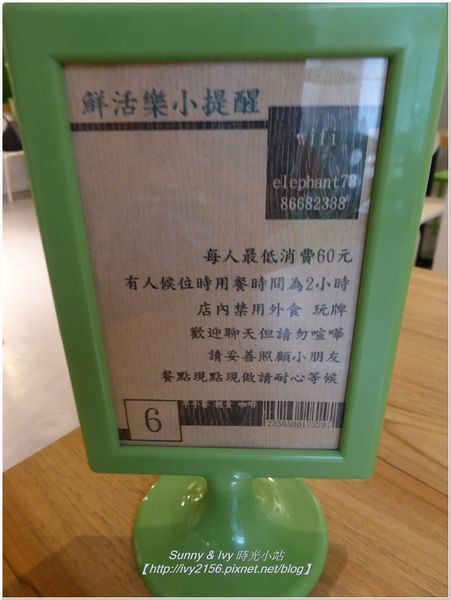 鮮活樂小提醒
wifi
elephant73
86682388
每人最低消費60元
有人候位時用餐時間為2小時
店內禁用外食 玩牌
歡迎聊天但請勿喧嘩
請妥善照顧小朋友
餐點現點現做請耐心等候
6
Sunny & Ivy 時光小站
【http://ivy2156.pixnet.net/blog】